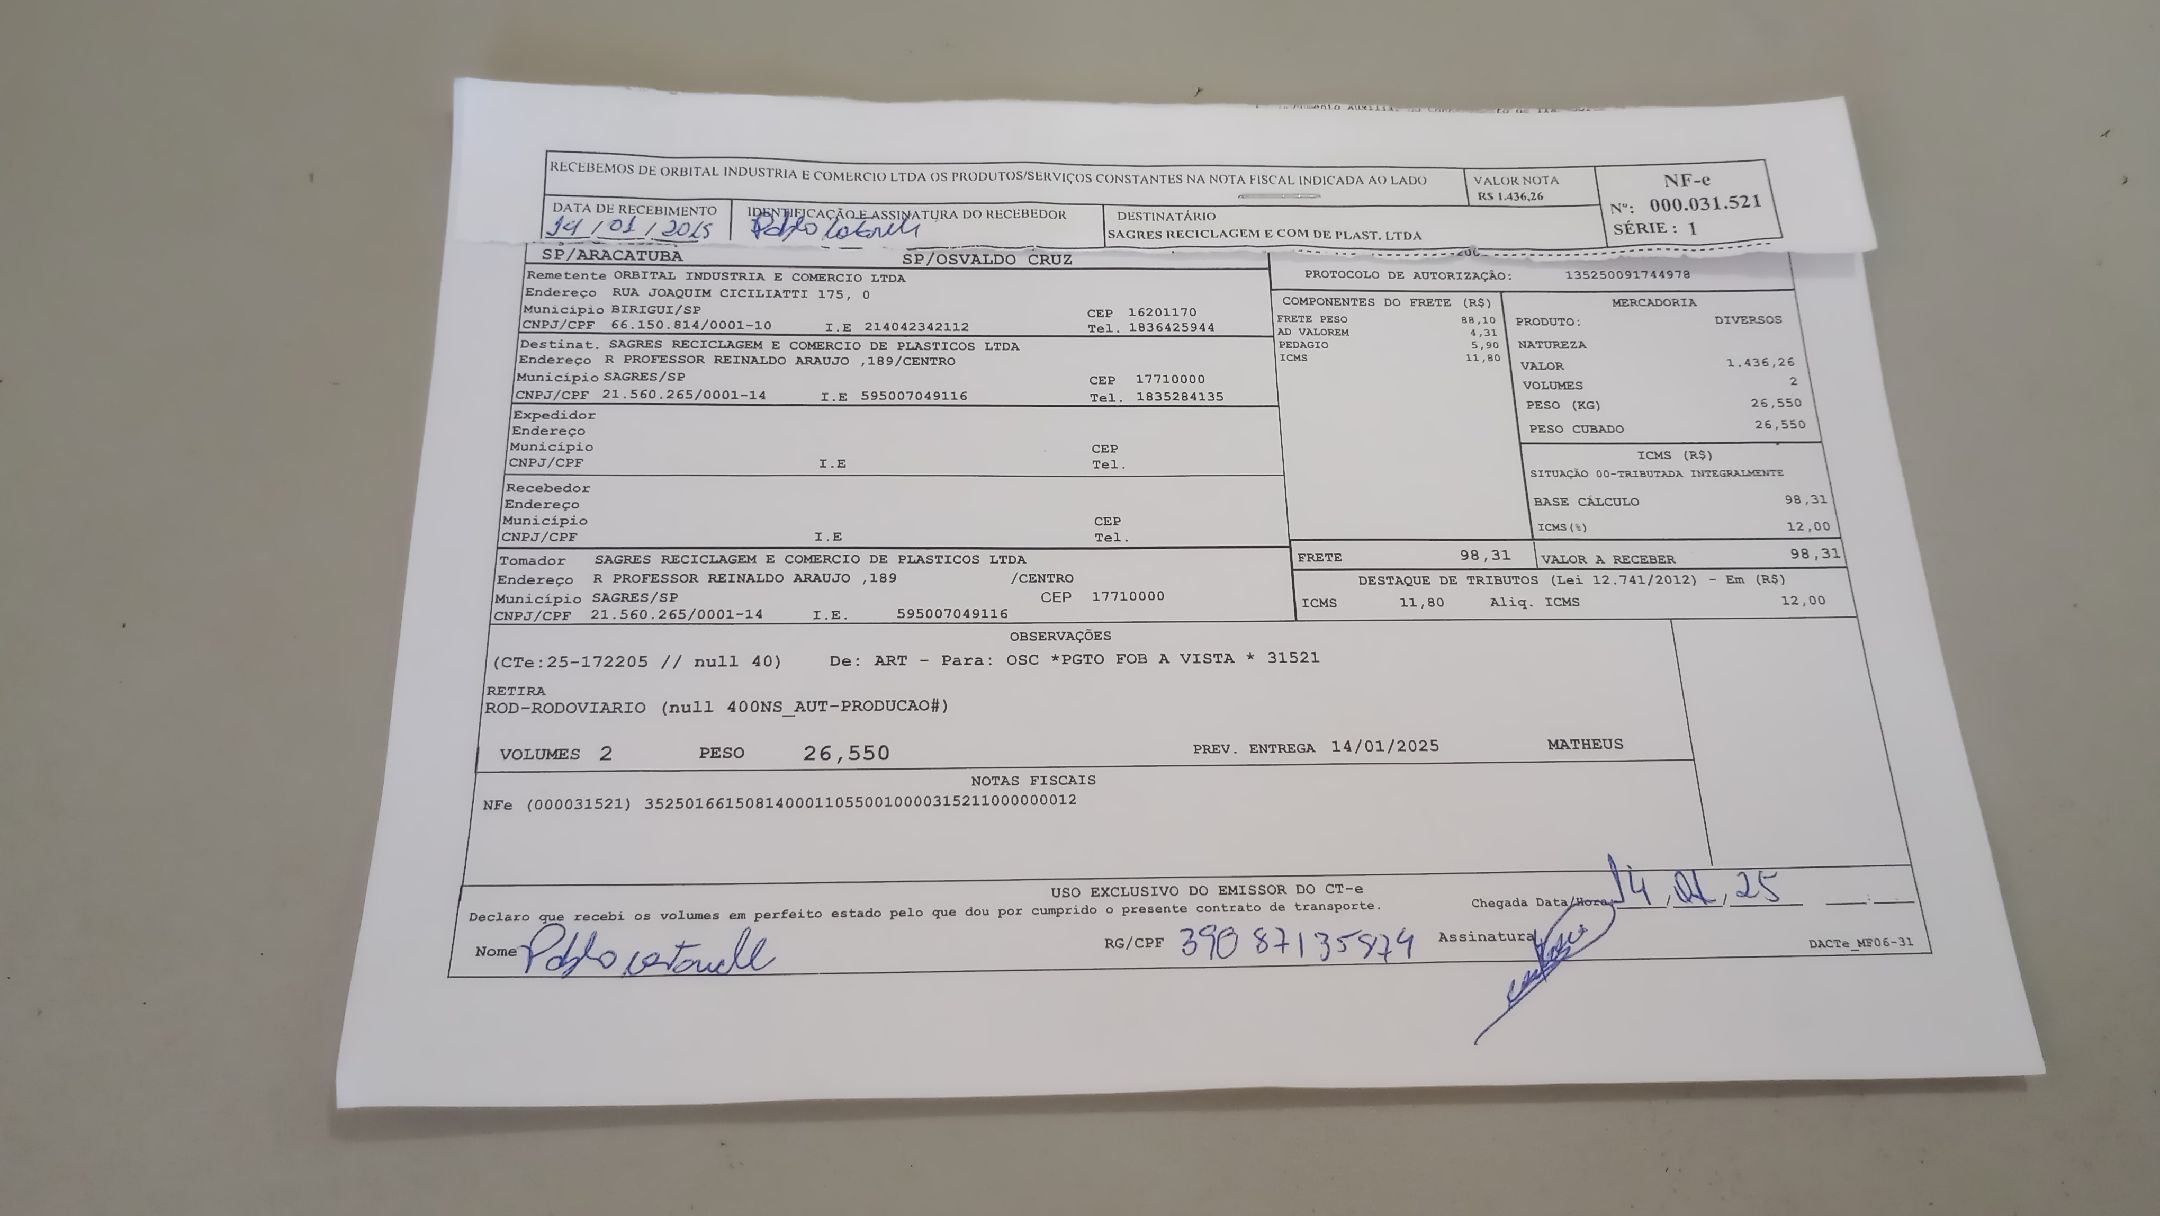 RECEBEMOS DE ORBITAL INDUSTRIA E COMERCIO LTDA OS PRODUTOS/SERVIÇOS CONSTANTES NA NOTA FISCAL INDICADA AO LADO
VALOR NOTA
R$ 1.436,26
NF-e
Nº: 000.031.521
SÉRIE: 1
DATA DE RECEBIMENTO
14/01/2025
IDENTIFICAÇÃO E ASSINATURA DO RECEBEDOR
Pablo
DESTINATÁRIO
SAGRES RECICLAGEM E COM DE PLAST. LTDA
SP/ARACATUBA SP/OSVALDO CRUZ
Remetente ORBITAL INDUSTRIA E COMERCIO LTDA
Endereço RUA JOAQUIM CICILIATTI 175, 0
Município BIRIGUI/SP CEP 16201170
CNPJ/CPF 66.150.814/0001-10 I.E 214042342112 Tel. 1836425944
Destinat. SAGRES RECICLAGEM E COMERCIO DE PLASTICOS LTDA
Endereço R PROFESSOR REINALDO ARAUJO ,189/CENTRO
Município SAGRES/SP CEP 17710000
CNPJ/CPF 21.560.265/0001-14 I.E 595007049116 Tel. 1835284135
Expedidor
Endereço
Município CEP
CNPJ/CPF I.E Tel.
Recebedor
Endereço
Município CEP
CNPJ/CPF I.E Tel.
Tomador SAGRES RECICLAGEM E COMERCIO DE PLASTICOS LTDA
Endereço R PROFESSOR REINALDO ARAUJO ,189 /CENTRO
Município SAGRES/SP CEP 17710000
CNPJ/CPF 21.560.265/0001-14 I.E. 595007049116
PROTOCOLO DE AUTORIZAÇÃO: 135250091744978
COMPONENTES DO FRETE (R$)
FRETE PESO 88,10
AD VALOREM 4,31
PEDAGIO 5,90
ICMS 11,80
MERCADORIA
PRODUTO: DIVERSOS
NATUREZA
VALOR 1.436,26
VOLUMES 2
PESO (KG) 26,550
PESO CUBADO 26,550
ICMS (R$)
SITUAÇÃO 00-TRIBUTADA INTEGRALMENTE
BASE CÁLCULO 98,31
ICMS(%) 12,00
FRETE 98,31 VALOR A RECEBER 98,31
DESTAQUE DE TRIBUTOS (Lei 12.741/2012) - Em (R$)
ICMS 11,80 Aliq. ICMS 12,00
OBSERVAÇÕES
(CTe:25-172205 // null 40) De: ART - Para: OSC *PGTO FOB A VISTA * 31521
RETIRA
ROD-RODOVIARIO (null 400NS_AUT-PRODUCAO#)
VOLUMES 2 PESO 26,550 PREV. ENTREGA 14/01/2025 MATHEUS
NOTAS FISCAIS
NFe (000031521) 35250166150814000110550010000315211000000012
USO EXCLUSIVO DO EMISSOR DO CT-e
Declaro que recebi os volumes em perfeito estado pelo que dou por cumprido o presente contrato de transporte. Chegada Data/Hora: 14/01/25
Nome Pablo RG/CPF 39087135879 Assinatura
DACTe_MF06-31